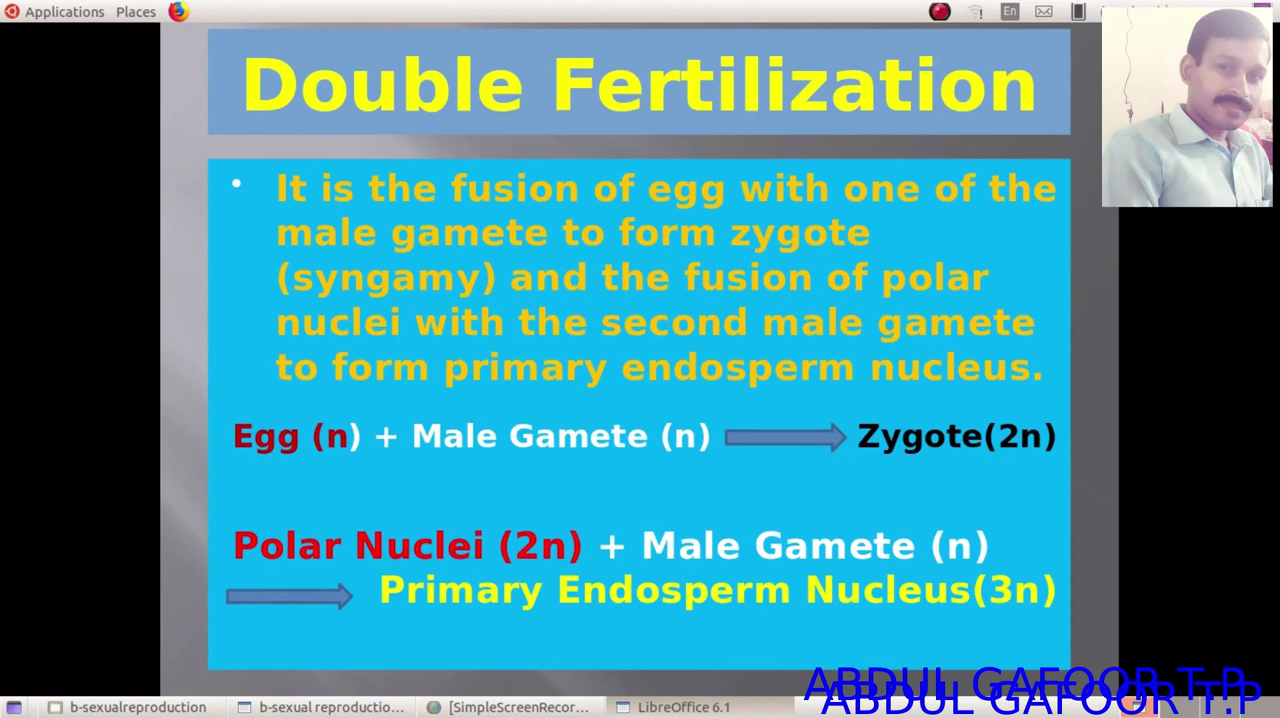 Applications Places En
Double Fertilization
• It is the fusion of egg with one of the
male gamete to form zygote
(syngamy) and the fusion of polar
nuclei with the second male gamete
to form primary endosperm nucleus.
Egg (n) + Male Gamete (n) Zygote(2n)
Polar Nuclei (2n) + Male Gamete (n)
Primary Endosperm Nucleus(3n)
ABDUL GAFOOR T.P
ABDUL GAFOOR T.P
b-sexualreproduction b-sexualreproductio... [SimpleScreenRecor... LibreOffice 6.1